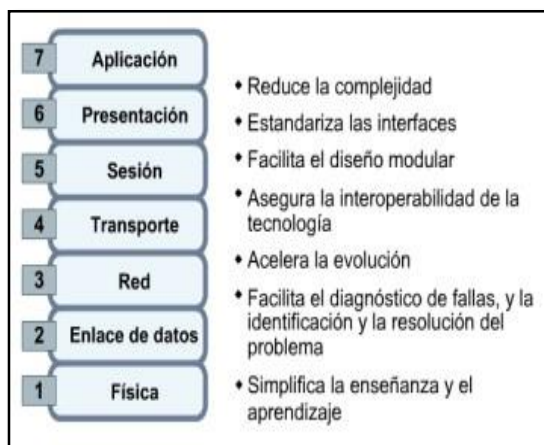 7 Aplicación
6 Presentación
5 Sesión
4 Transporte
3 Red
2 Enlace de datos
1 Física
• Reduce la complejidad
• Estandariza las interfaces
• Facilita el diseño modular
• Asegura la interoperabilidad de la
tecnología
• Acelera la evolución
• Facilita el diagnóstico de fallas, y la
identificación y la resolución del
problema
• Simplifica la enseñanza y el
aprendizaje